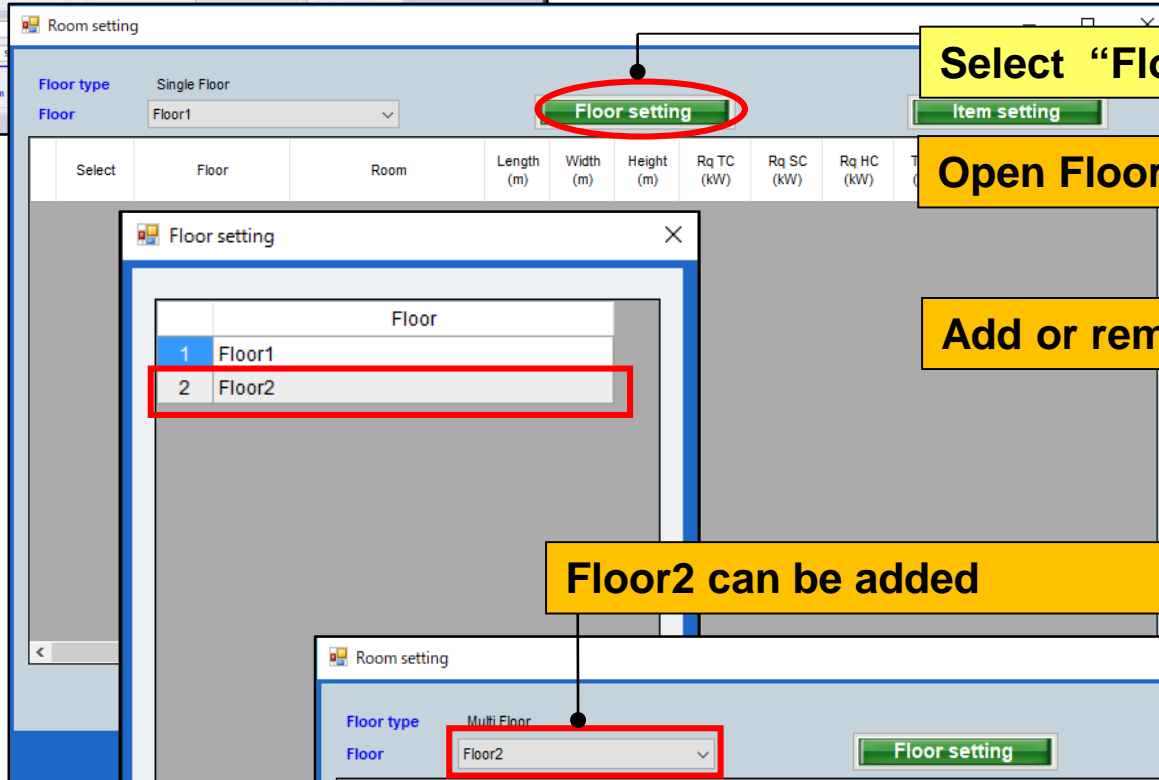 Room setting
Select “Flo
Floor type Single Floor
Floor Floor1
Floor setting
Item setting
Select Floor Room Length (m) Width (m) Height (m) Rq TC (kW) Rq SC (kW) Rq HC (kW)
Open Floor
Floor setting
Floor
1 Floor1
2 Floor2
Add or rem
Floor2 can be added
Room setting
Floor type Multi Floor
Floor Floor2
Floor setting